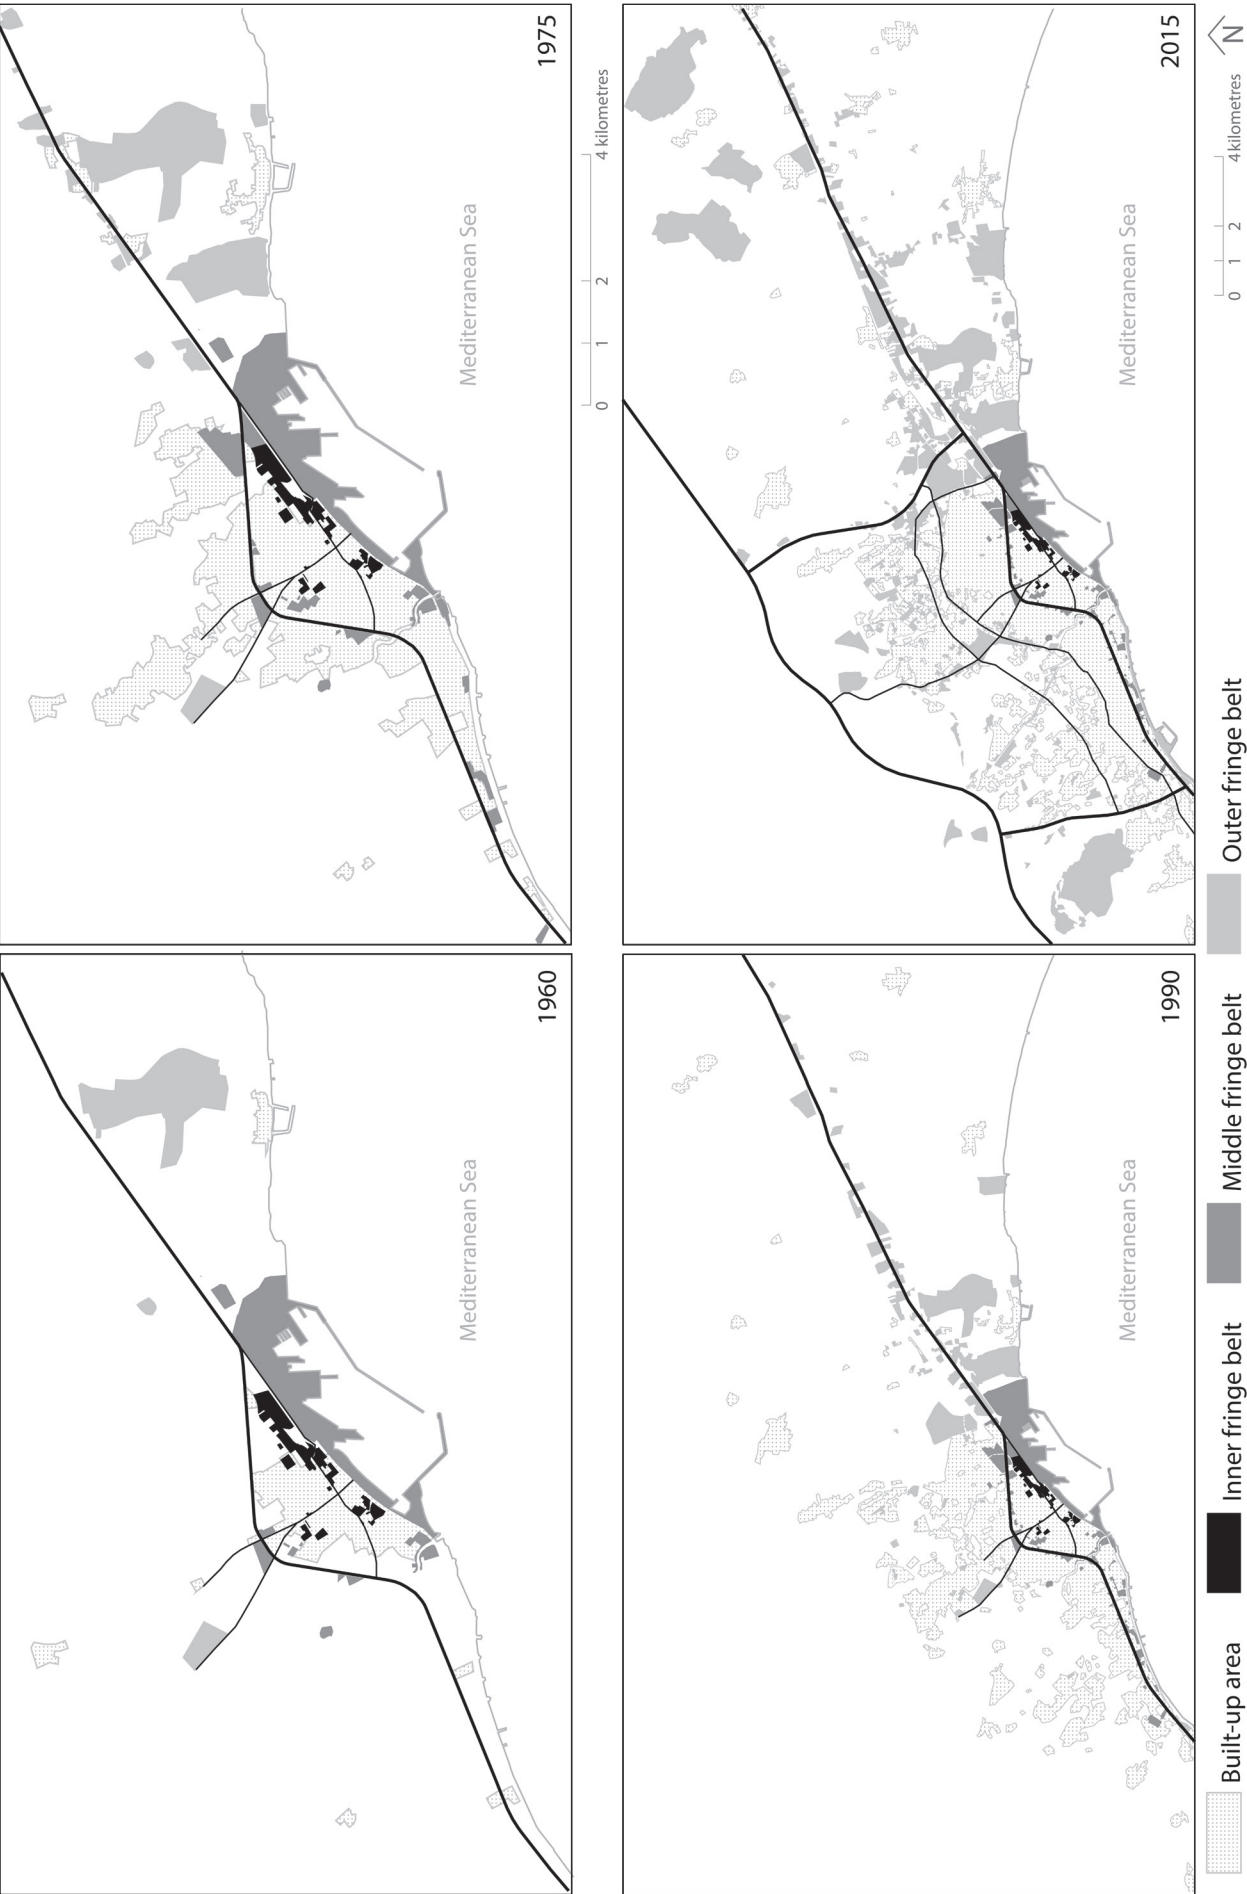 1960
Mediterranean Sea
1975
Mediterranean Sea
0 1 2 4 kilometres
1990
Mediterranean Sea
2015
Mediterranean Sea
0 1 2 4 kilometres
N
Built-up area
Inner fringe belt
Middle fringe belt
Outer fringe belt